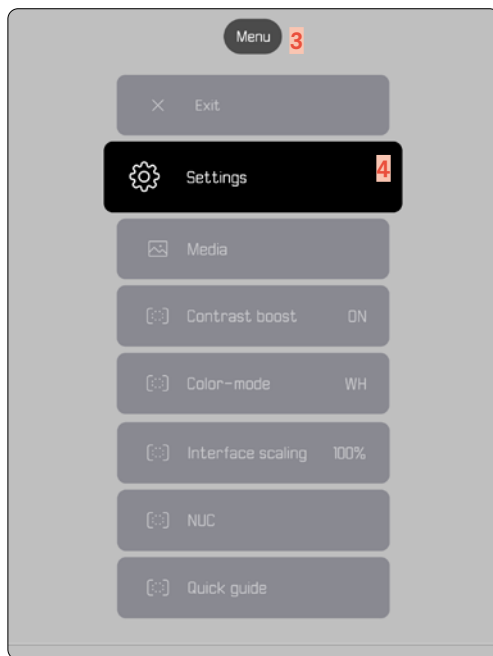 Menu 3
Exit
Settings 4
Media
Contrast boost ON
Color-mode WH
Interface scaling 100%
NUC
Quick guide